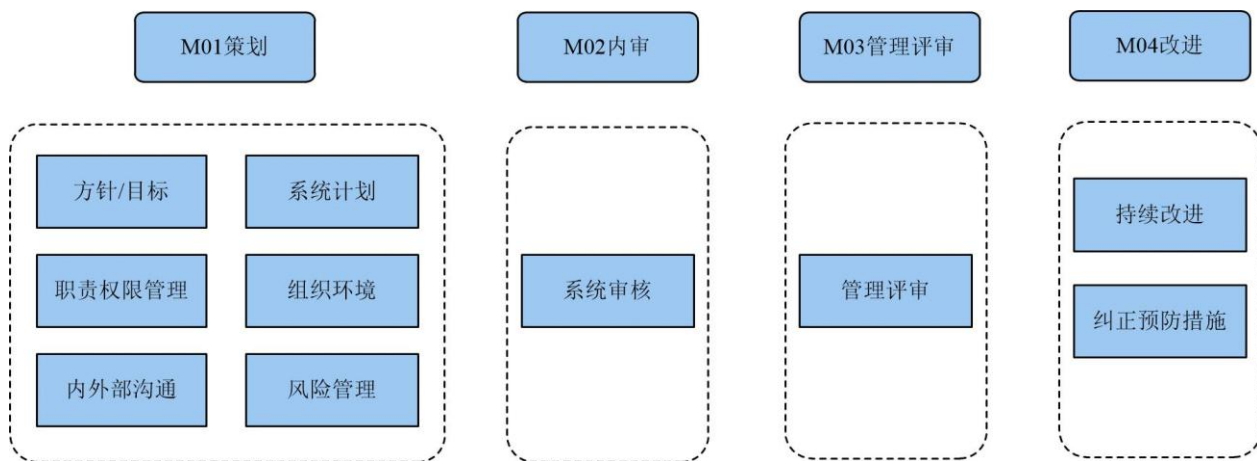 M01策划
M02内审
M03管理评审
M04改进
方针/目标
系统计划
职责权限管理
组织环境
内外部沟通
风险管理
系统审核
管理评审
持续改进
纠正预防措施